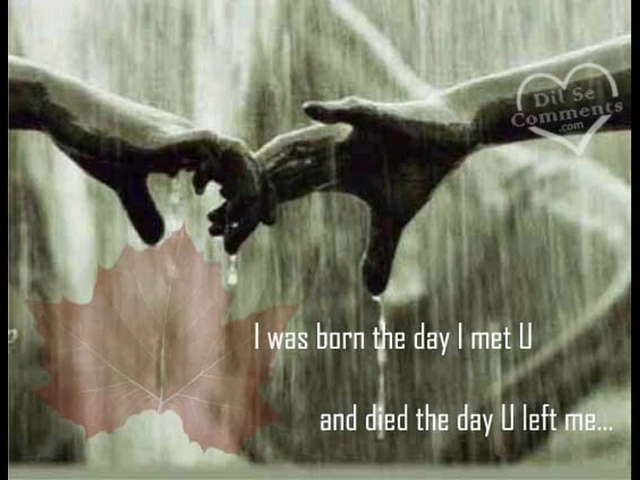 Dil Se
Comments
.com
I was born the day I met U
and died the day U left me...